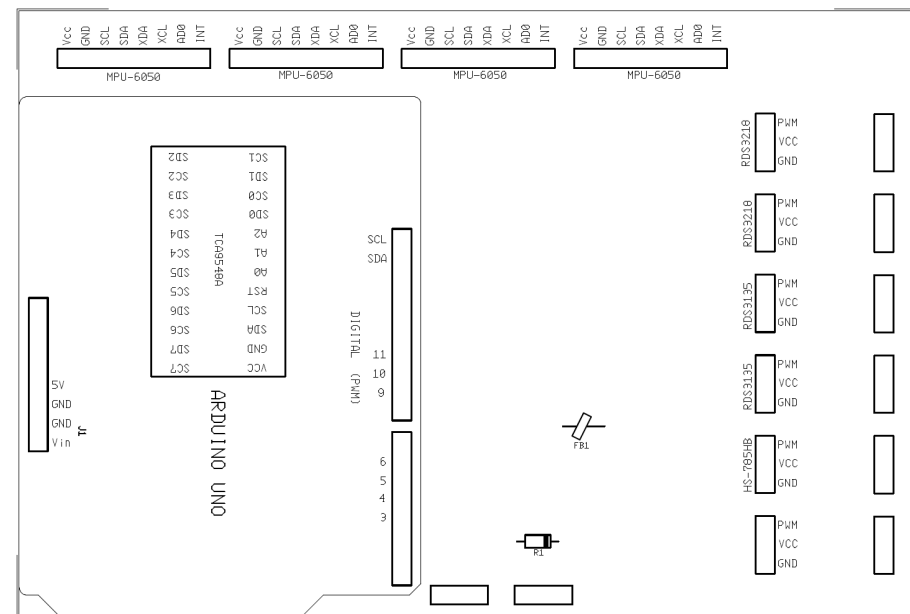 Vcc GND SCL SDA XDA XCL AD0 INT
MPU-6050
Vcc GND SCL SDA XDA XCL AD0 INT
MPU-6050
Vcc GND SCL SDA XDA XCL AD0 INT
MPU-6050
Vcc GND SCL SDA XDA XCL AD0 INT
MPU-6050
SD2 SC1
SC2 SD1
SD3 SC0
SC3 SD0
SD4 A2
SC4 A1
SD5 A0
SC5 RST
SD6 SCL
SC6 SDA
SD7 GND
SC7 VCC
TCA9548A
ARDUINO UNO
5V
GND
GND
Vin
J1
SCL
SDA
DIGITAL (PWM)
11
10
9
6
5
4
3
FB1
R1
RDS3218
PWM
VCC
GND
RDS3218
PWM
VCC
GND
RDS3135
PWM
VCC
GND
RDS3135
PWM
VCC
GND
HS-785HB
PWM
VCC
GND
PWM
VCC
GND